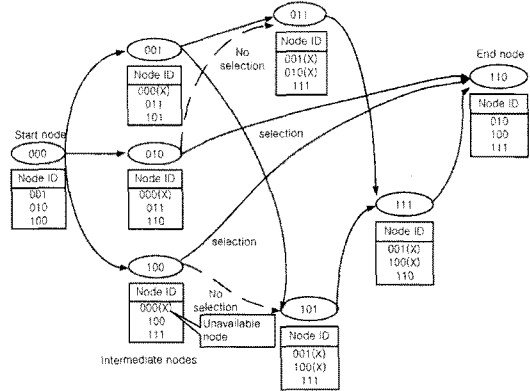 011
001
No
selection
Node ID
001(X)
010(X)
111
End node
110
Node ID
000(X)
011
101
Node ID
010
100
111
Start node
000
010
selection
Node ID
001
010
100
Node ID
000(X)
011
110
111
Node ID
001(X)
100(X)
110
selection
100
No
selection
Node ID
000(X)
100
111
Unavailable
node
101
Node ID
001(X)
100(X)
111
Intermediate nodes